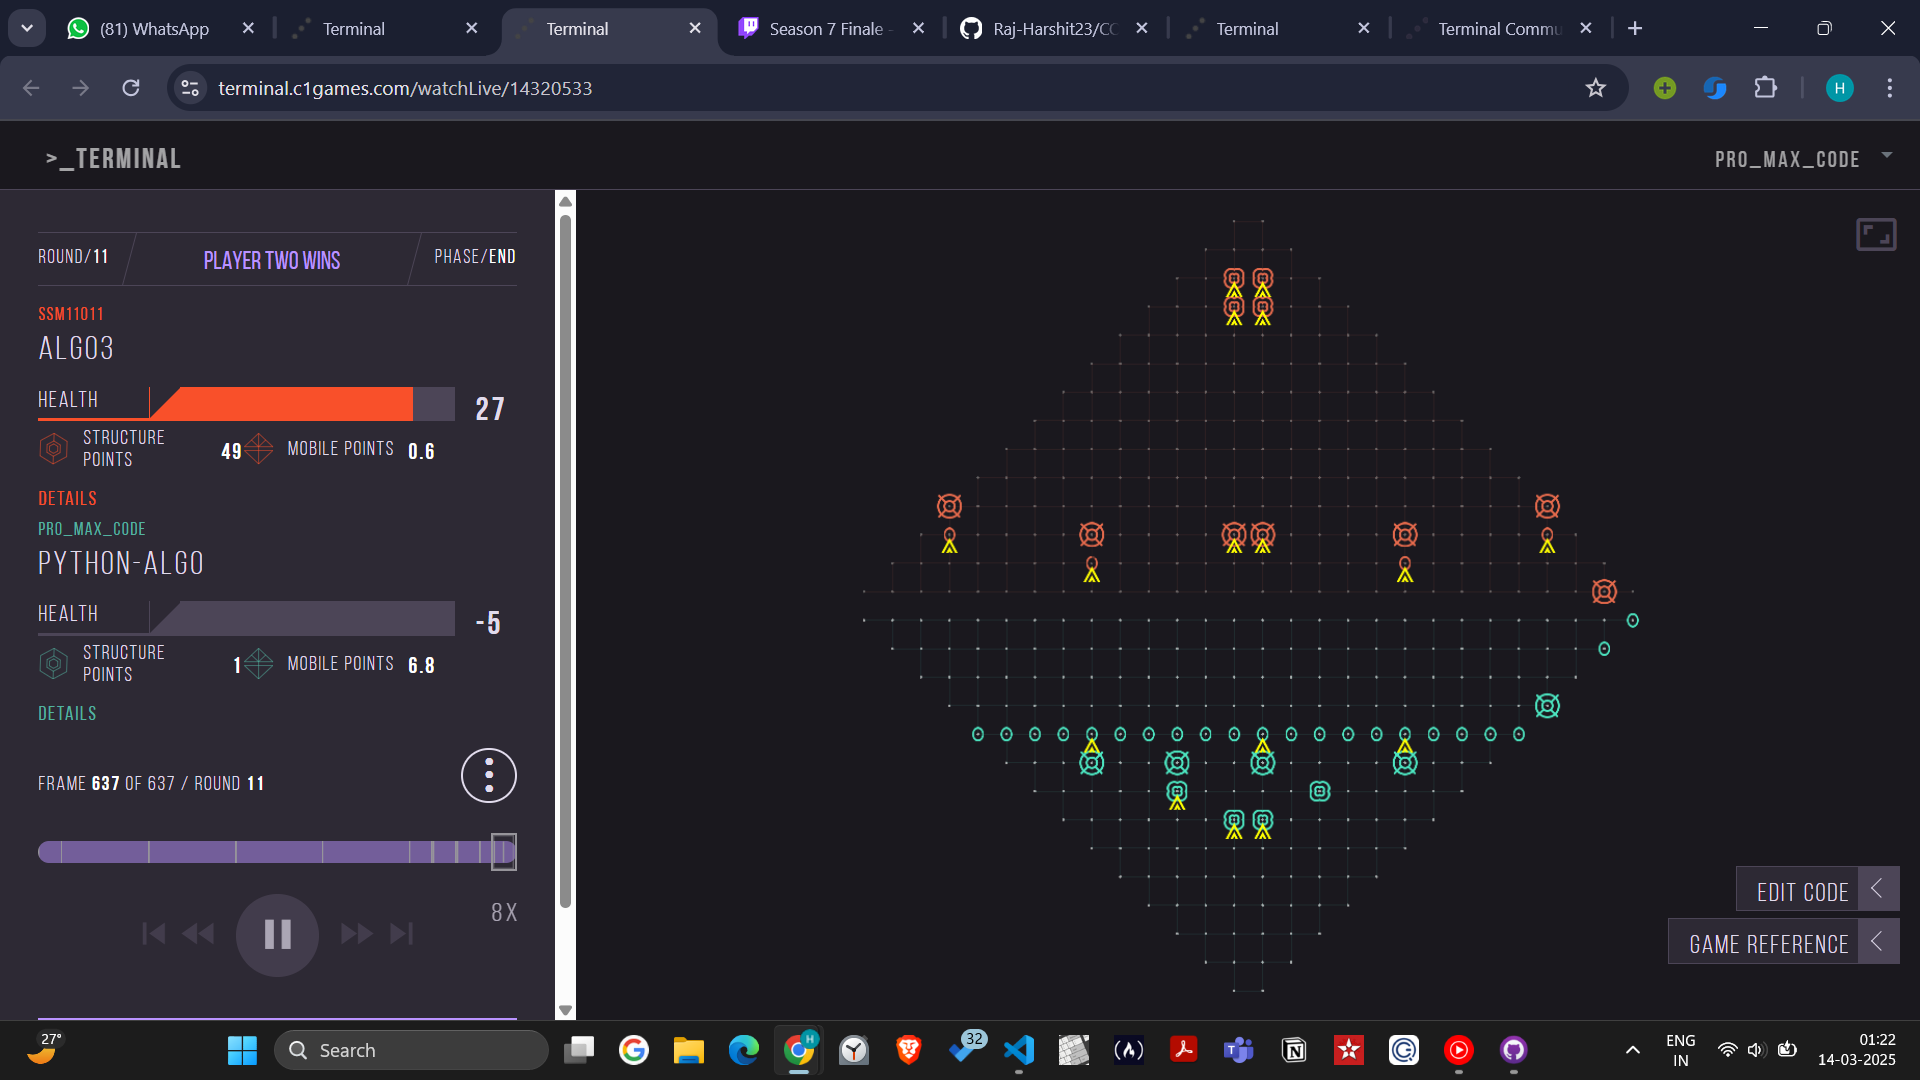 (81) WhatsApp
Terminal
Terminal
Season 7 Finale -
Raj-Harshit23/CC
Terminal
Terminal Commu
terminal.c1games.com/watchLive/14320533
H
>_TERMINAL
PRO_MAX_CODE
ROUND/11
PLAYER TWO WINS
PHASE/END
SSM11011
ALGO3
HEALTH
27
STRUCTURE POINTS
49
MOBILE POINTS
0.6
DETAILS
PRO_MAX_CODE
PYTHON-ALGO
HEALTH
-5
STRUCTURE POINTS
1
MOBILE POINTS
6.8
DETAILS
FRAME 637 OF 637 / ROUND 11
8X
EDIT CODE
GAME REFERENCE
27°
Search
H
32
ENG
IN
01:22
14-03-2025